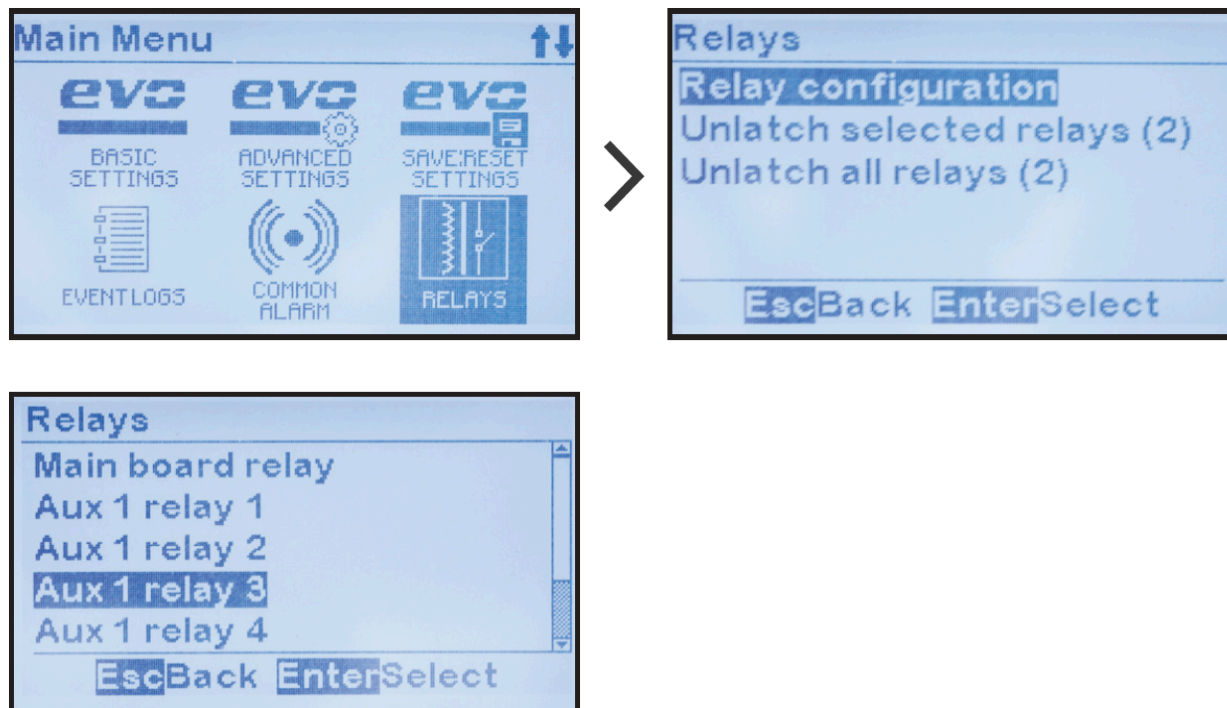 Main Menu
evo evo evo
BASIC SETTINGS
ADVANCED SETTINGS
SAVE:RESET SETTINGS
EVENT LOGS
COMMON ALARM
RELAYS
Relays
Relay configuration
Unlatch selected relays (2)
Unlatch all relays (2)
EscBack EnterSelect
Relays
Main board relay
Aux 1 relay 1
Aux 1 relay 2
Aux 1 relay 3
Aux 1 relay 4
EscBack EnterSelect